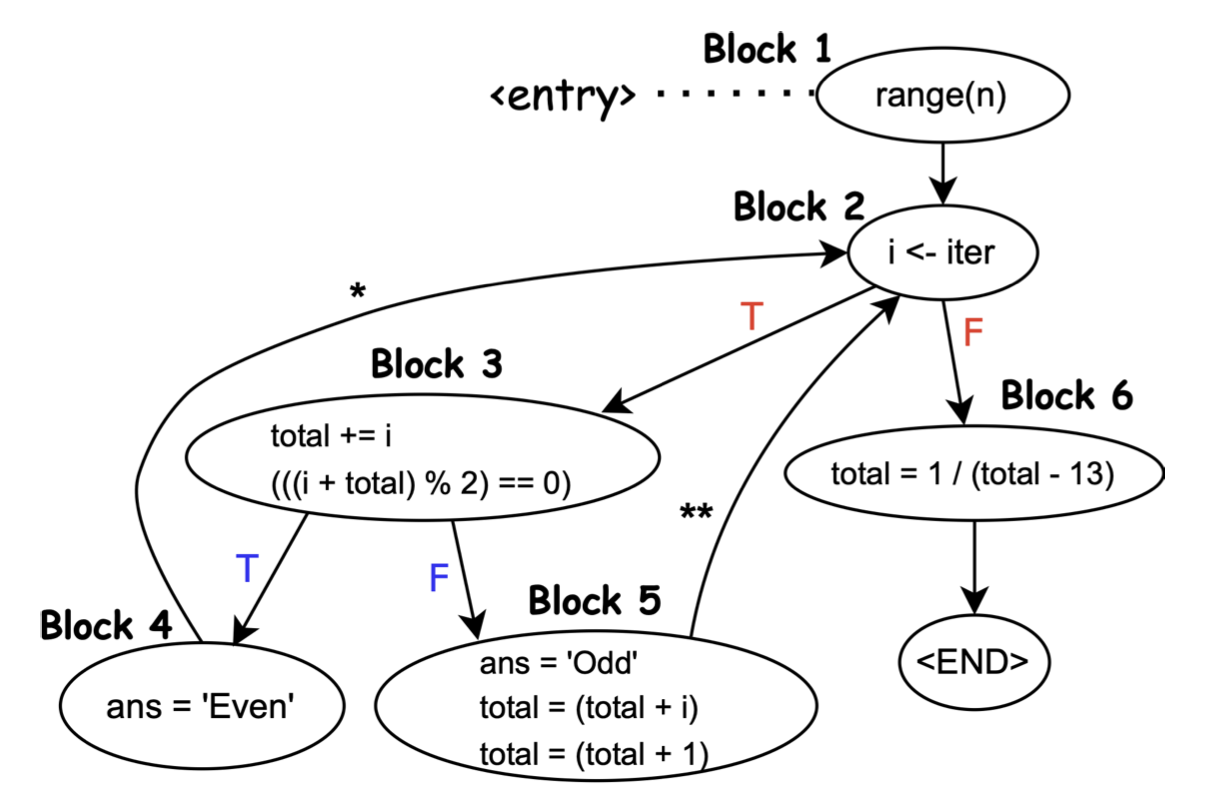 Block 1
<entry>
range(n)
Block 2
i <- iter
*
T
F
Block 3
Block 6
total += i
(((i + total) % 2) == 0)
total = 1 / (total - 13)
**
T
F
Block 4
Block 5
<END>
ans = 'Even'
ans = 'Odd'
total = (total + i)
total = (total + 1)